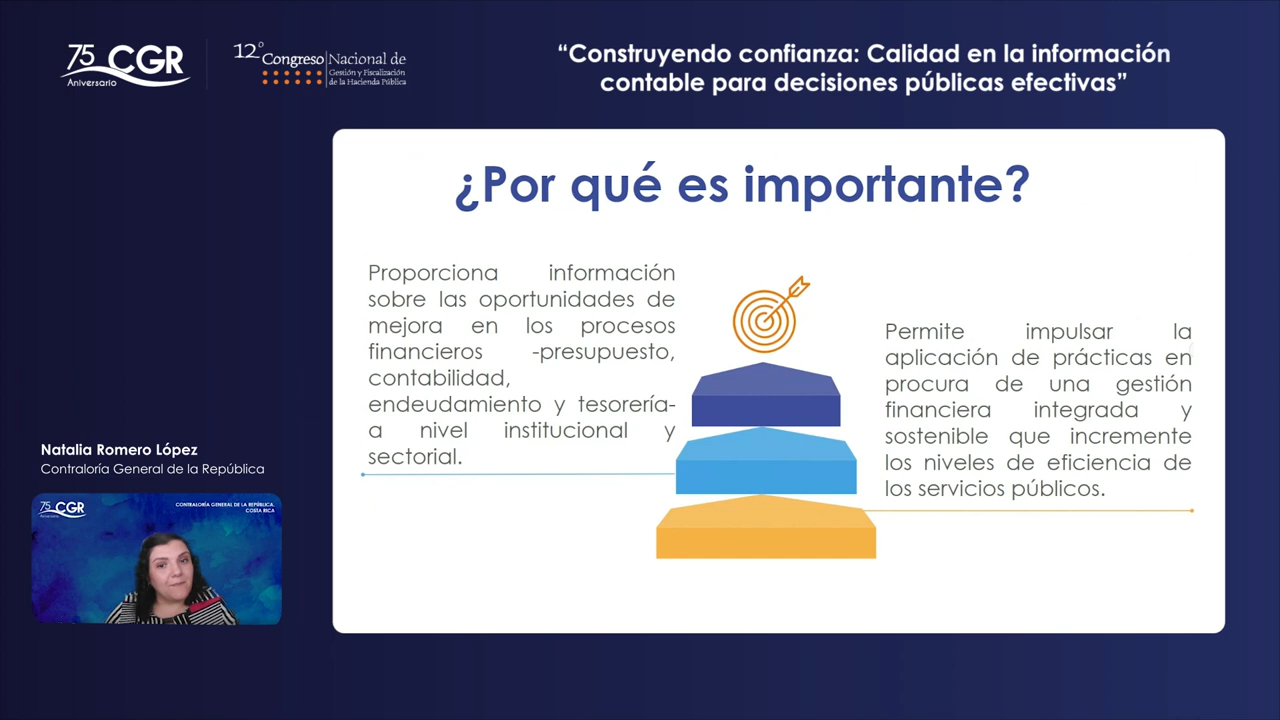 75 CGR
Aniversario
12° Congreso Nacional de
Gestión y Fiscalización
de la Hacienda Pública
“Construyendo confianza: Calidad en la información
contable para decisiones públicas efectivas”
¿Por qué es importante?
Proporciona información
sobre las oportunidades de
mejora en los procesos
financieros -presupuesto,
contabilidad,
endeudamiento y tesorería-
a nivel institucional y
sectorial.
Permite impulsar la
aplicación de prácticas en
procura de una gestión
financiera integrada y
sostenible que incremente
los niveles de eficiencia de
los servicios públicos.
Natalia Romero López
Contraloría General de la República
75 CGR
Aniversario
CONTRALORÍA GENERAL DE LA REPÚBLICA,
COSTA RICA